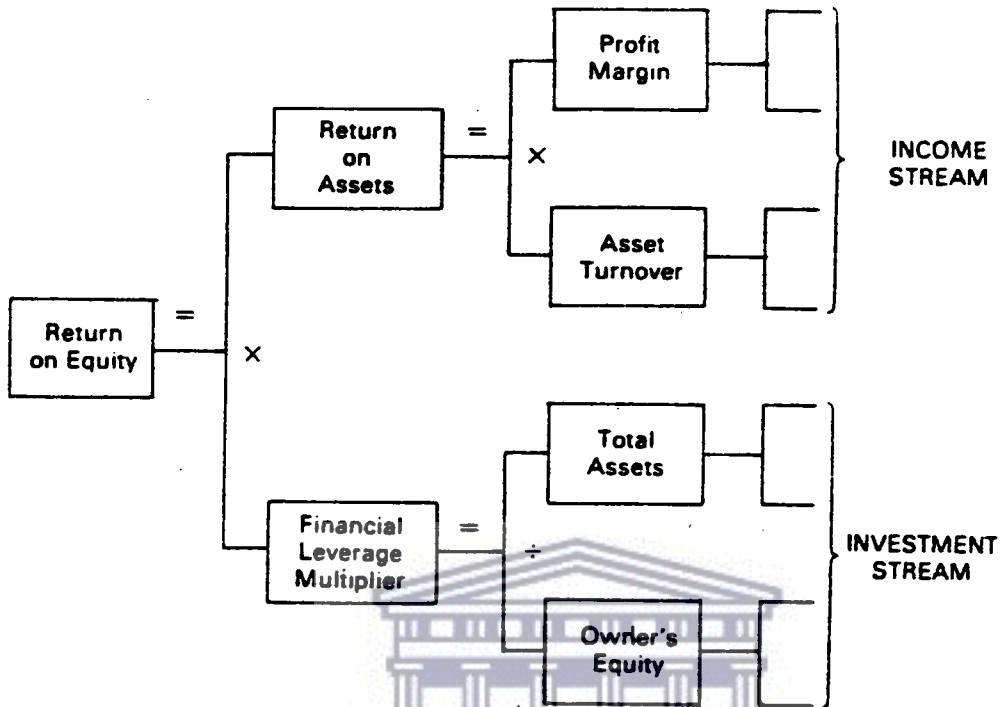 Profit
Margin
=
Return
on
Assets
×
INCOME
STREAM
Asset
Turnover
=
Return
on Equity
×
Total
Assets
Financial
Leverage
Multiplier
=
÷
INVESTMENT
STREAM
Owner's
Equity